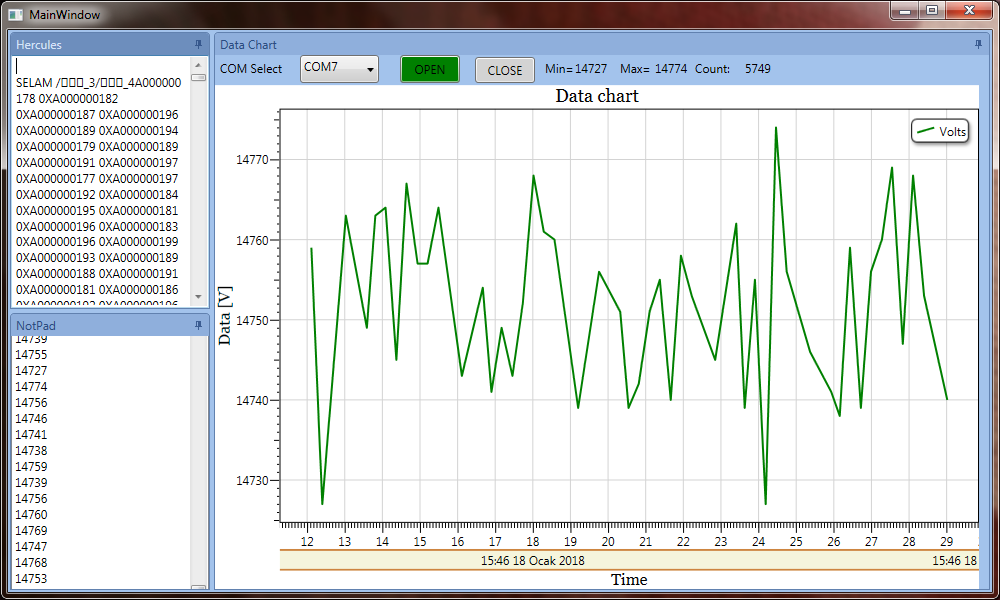 MainWindow
Hercules
SELAM /□□□_3/□□□_4A000000
178 0XA000000182
0XA000000187 0XA000000196
0XA000000189 0XA000000194
0XA000000179 0XA000000189
0XA000000191 0XA000000197
0XA000000177 0XA000000197
0XA000000192 0XA000000184
0XA000000195 0XA000000181
0XA000000196 0XA000000183
0XA000000196 0XA000000199
0XA000000193 0XA000000189
0XA000000188 0XA000000191
0XA000000181 0XA000000186
NotPad
14739
14755
14727
14774
14756
14746
14741
14738
14759
14739
14756
14760
14769
14747
14768
14753
Data Chart
COM Select COM7 OPEN CLOSE Min= 14727 Max= 14774 Count: 5749
Data chart
Volts
14770
14760
14750
14740
14730
Data [V]
12 13 14 15 16 17 18 19 20 21 22 23 24 25 26 27 28 29
15:46 18 Ocak 2018 15:46 18
Time